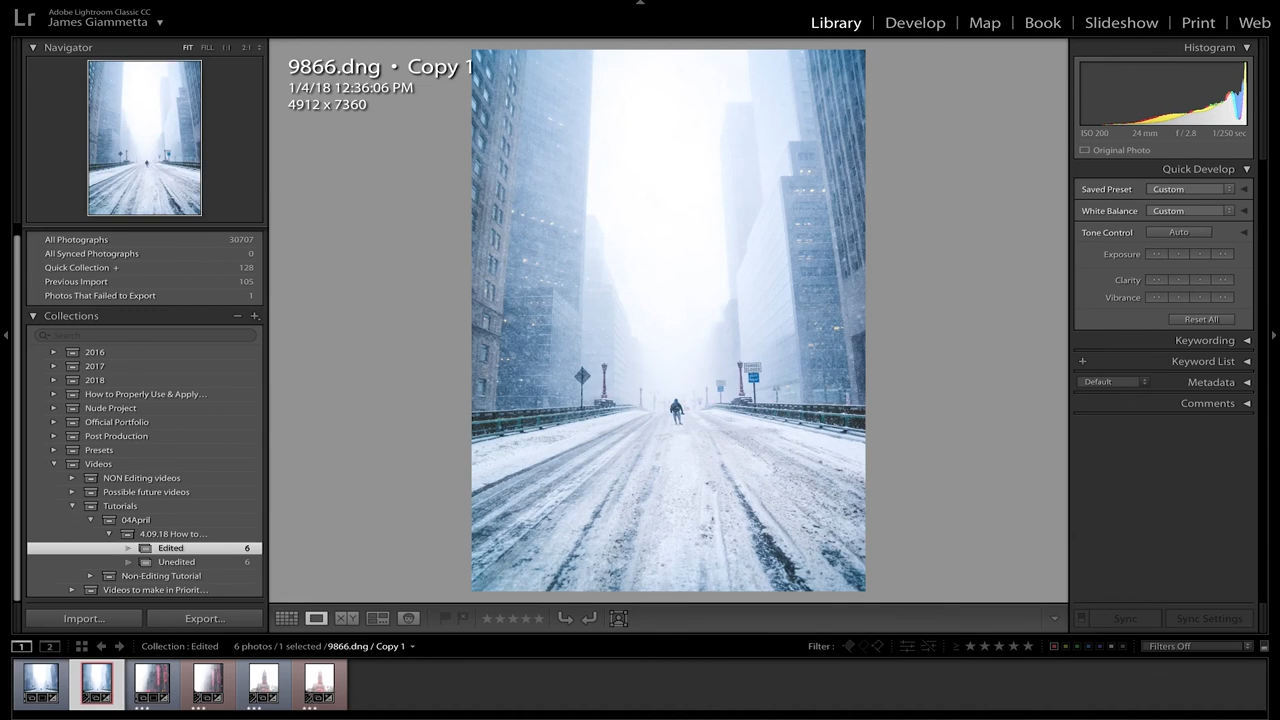 Lr
Adobe Lightroom Classic CC
James Giammetta
Library | Develop | Map | Book | Slideshow | Print | Web
Navigator FIT FILL 1:1 2:1
All Photographs 30707
All Synced Photographs 0
Quick Collection + 128
Previous Import 105
Photos That Failed to Export 1
Collections
Search
2016
2017
2018
How to Properly Use & Apply...
Nude Project
Official Portfolio
Post Production
Presets
Videos
NON Editing videos
Possible future videos
Tutorials
04April
4.09.18 How to...
Edited 6
Unedited 6
Non-Editing Tutorial
Videos to make in Priorit...
Import... Export...
9866.dng • Copy 1
1/4/18 12:36:06 PM
4912 x 7360
Histogram
ISO 200 24 mm f / 2.8 1/250 sec
Original Photo
Quick Develop
Saved Preset Custom
White Balance Custom
Tone Control Auto
Exposure
Clarity
Vibrance
Reset All
Keywording
Keyword List
Default Metadata
Comments
Sync Sync Settings
1 2 Collection : Edited 6 photos / 1 selected / 9866.dng / Copy 1 Filter : Filters Off